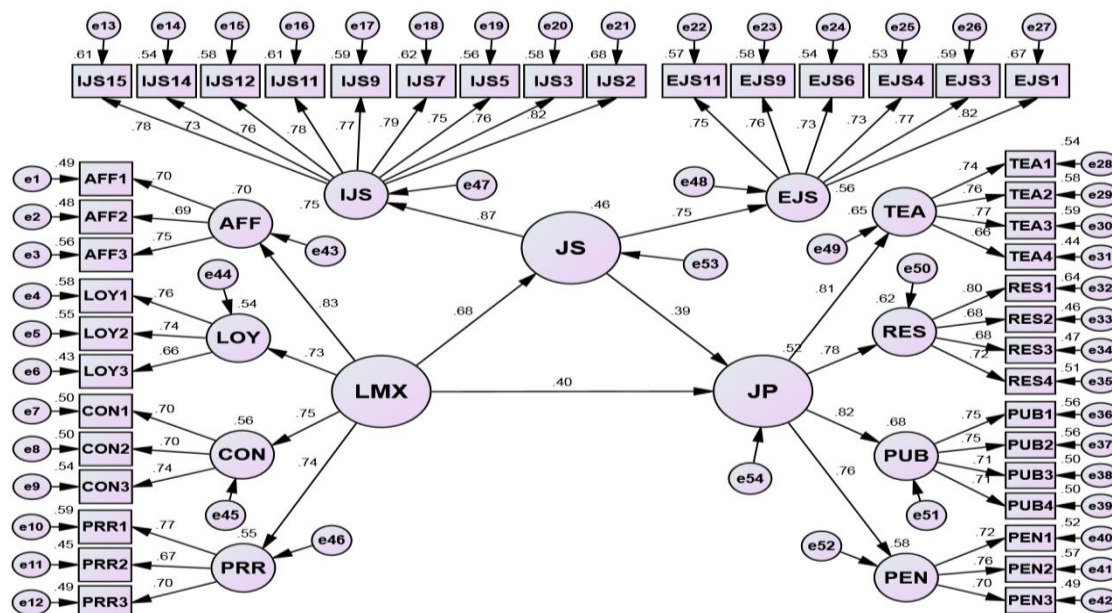 e13 e14 e15 e16 e17 e18 e19 e20 e21 e22 e23 e24 e25 e26 e27
.61 .54 .58 .61 .59 .62 .56 .58 .68 .57 .58 .54 .53 .59 .67
IJS15 IJS14 IJS12 IJS11 IJS9 IJS7 IJS5 IJS3 IJS2 EJS11 EJS9 EJS6 EJS4 EJS3 EJS1
.78 .73 .76 .78 .77 .79 .75 .76 .82 .75 .76 .73 .73 .77 .82
.49 .54
e1 AFF1 .70 .74 TEA1 e28
.70 .75 IJS e47 e48 EJS .56 .58
.48 .76 TEA2 e29
e2 AFF2 .69 AFF .46 .65 TEA .59
.87 .75 .77 TEA3 e30
.56 .44
e3 AFF3 .75 e43 JS e49 .66 TEA4 e31
e53
e44 e50 .64
.58 .80 RES1 e32
e4 LOY1 .76 .54 .83 .81 .62 .46
.55 .68 RES2 e33
e5 LOY2 .74 LOY .68 .39 RES .47
.43 .68 RES3 e34
e6 LOY3 .66 .73 .52 .78 .72 .51
RES4 e35
LMX .40 JP
.50 .56
e7 CON1 .70 .56 .75 .82 .68 .75 PUB1 e36
.50 .56
e8 CON2 .70 CON PUB .75 PUB2 e37
.54 .74 .76 .50
e9 CON3 .74 e54 .71 PUB3 e38
.50
.59 e45 e51 .71 PUB4 e39
e10 PRR1 .77 .55 .52
e46 e52 .58 .72 PEN1 e40
.45 .57
e11 PRR2 .67 PRR PEN .76 PEN2 e41
.49 .49
e12 PRR3 .70 .70 PEN3 e42